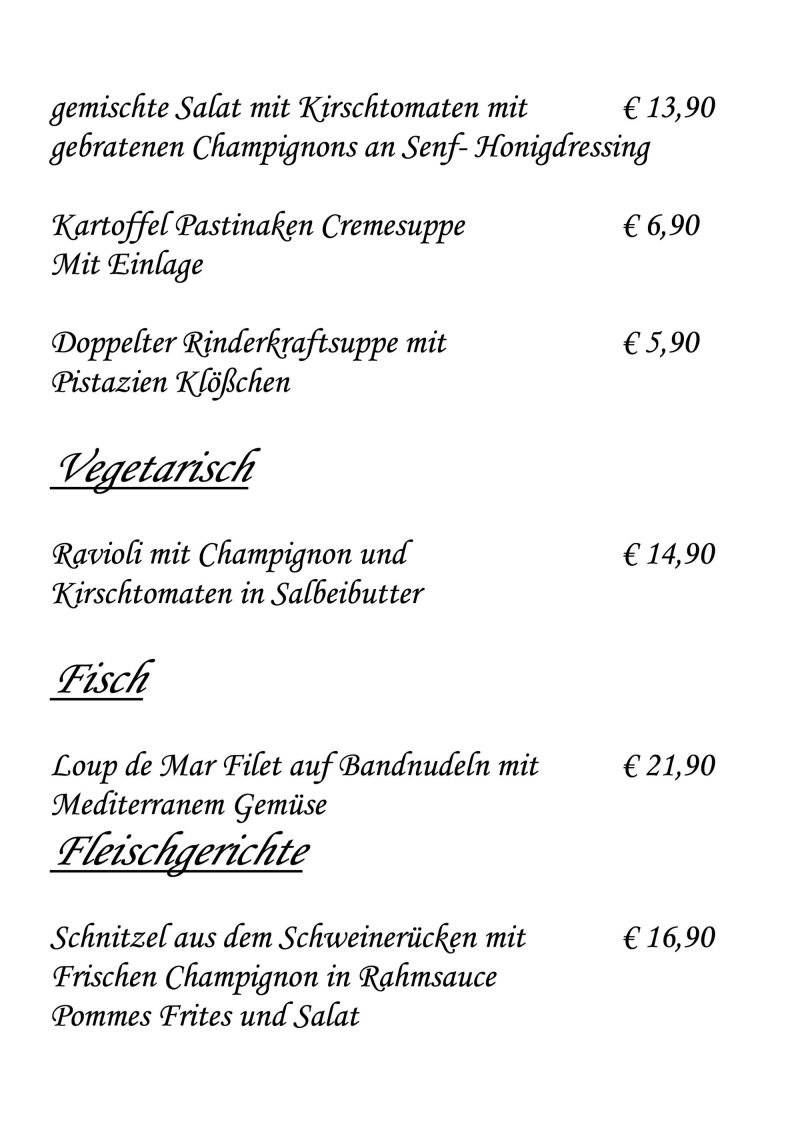 gemischte Salat mit Kirschtomaten mit € 13,90
gebratenen Champignons an Senf- Honigdressing
Kartoffel Pastinaken Cremesuppe € 6,90
Mit Einlage
Doppelter Rinderkraftsuppe mit € 5,90
Pistazien Klößchen
Vegetarisch
Ravioli mit Champignon und € 14,90
Kirschtomaten in Salbeibutter
Fisch
Loup de Mar Filet auf Bandnudeln mit € 21,90
Mediterranem Gemüse
Fleischgerichte
Schnitzel aus dem Schweinerücken mit € 16,90
Frischen Champignon in Rahmsauce
Pommes Frites und Salat